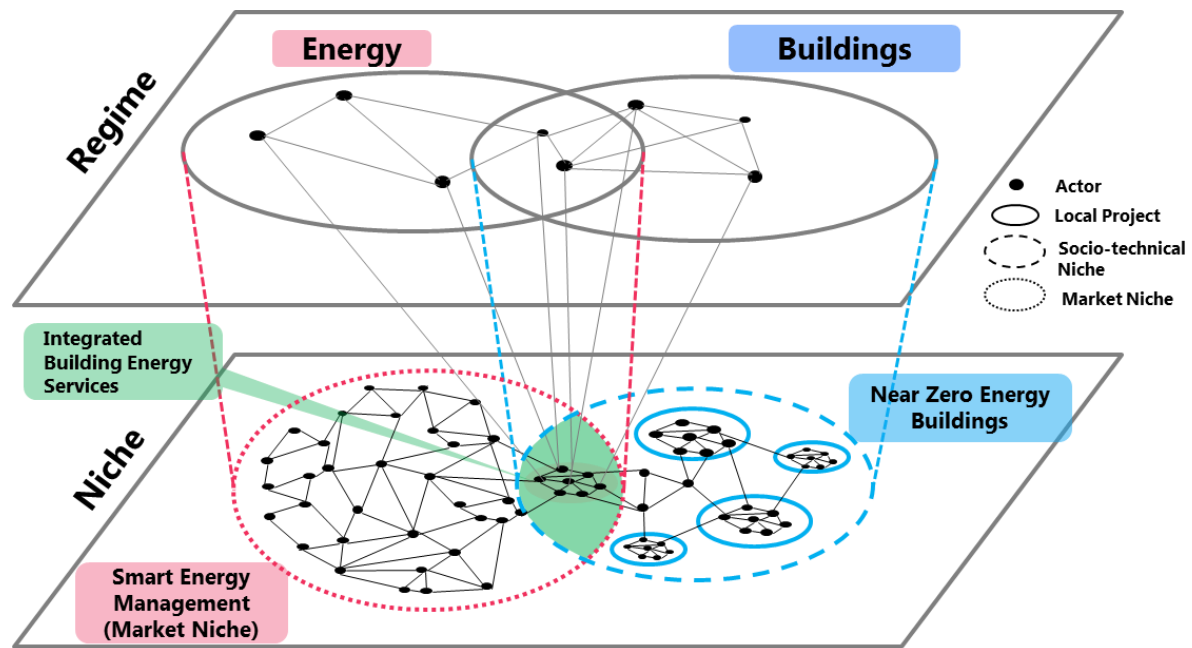 Energy
Buildings
Regime
Actor
Local Project
Socio-technical
Niche
Market Niche
Integrated
Building Energy
Services
Near Zero Energy
Buildings
Niche
Smart Energy
Management
(Market Niche)